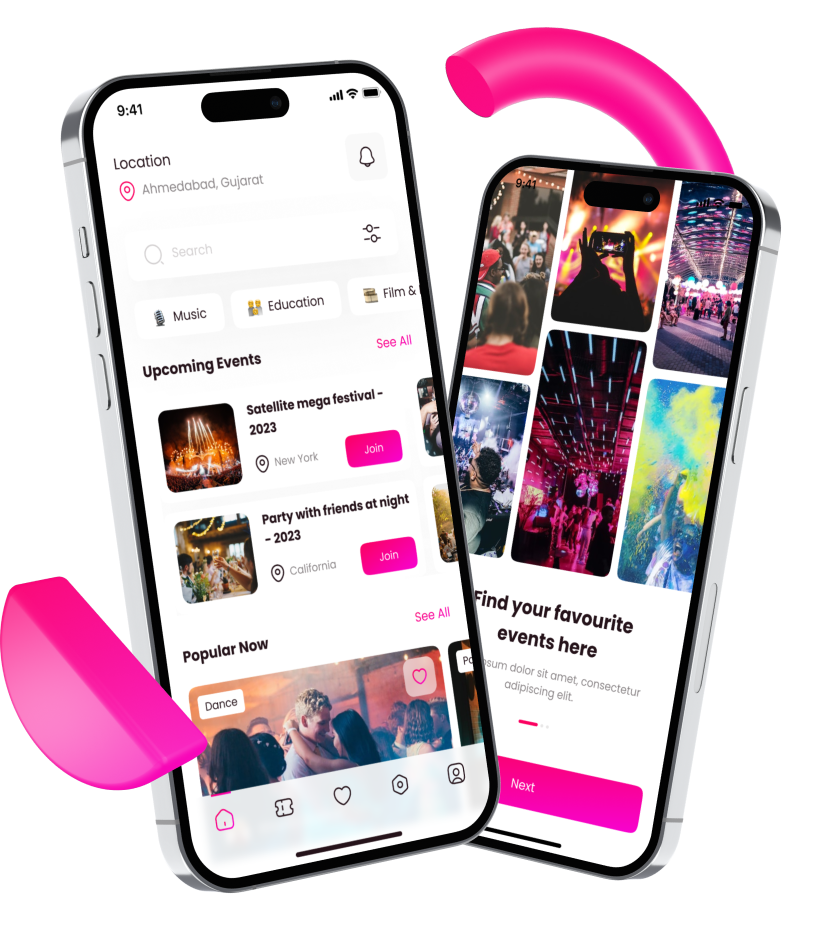 9:41
Location
Ahmedabad, Gujarat
Search
Music
Education
Film &
Upcoming Events
See All
Satellite mega festival -
2023
New York
Join
Party with friends at night
- 2023
California
Join
See All
Popular Now
Dance
9:41
Find your favourite
events here
sum dolor sit amet, consectetur
adipiscing elit.
Next